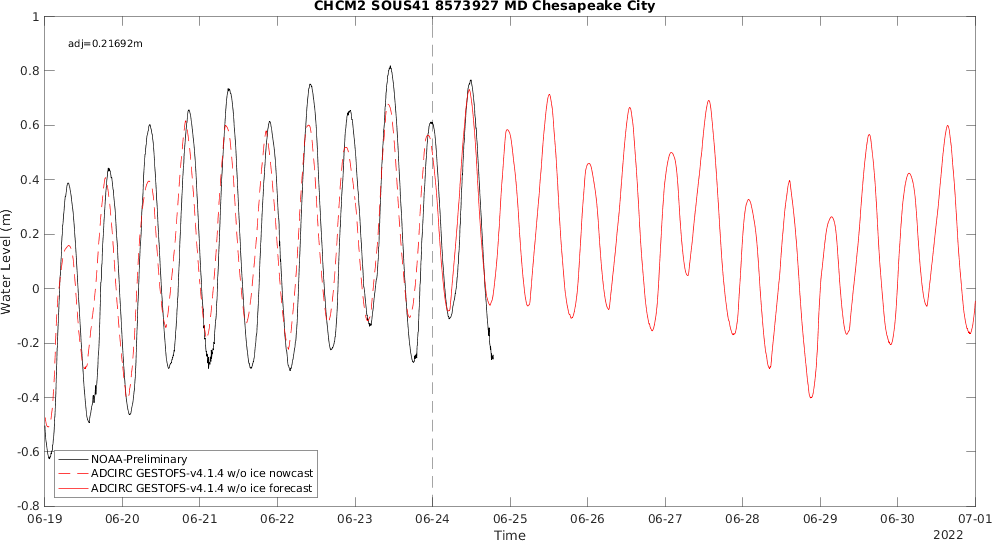 CHCM2 SOUS41 8573927 MD Chesapeake City
adj=0.21692m
1
0.8
0.6
0.4
0.2
0
-0.2
-0.4
-0.6
-0.8
Water Level (m)
NOAA-Preliminary
ADCIRC GESTOFS-v4.1.4 w/o ice nowcast
ADCIRC GESTOFS-v4.1.4 w/o ice forecast
06-19 06-20 06-21 06-22 06-23 06-24 06-25 06-26 06-27 06-28 06-29 06-30 07-01
Time
2022